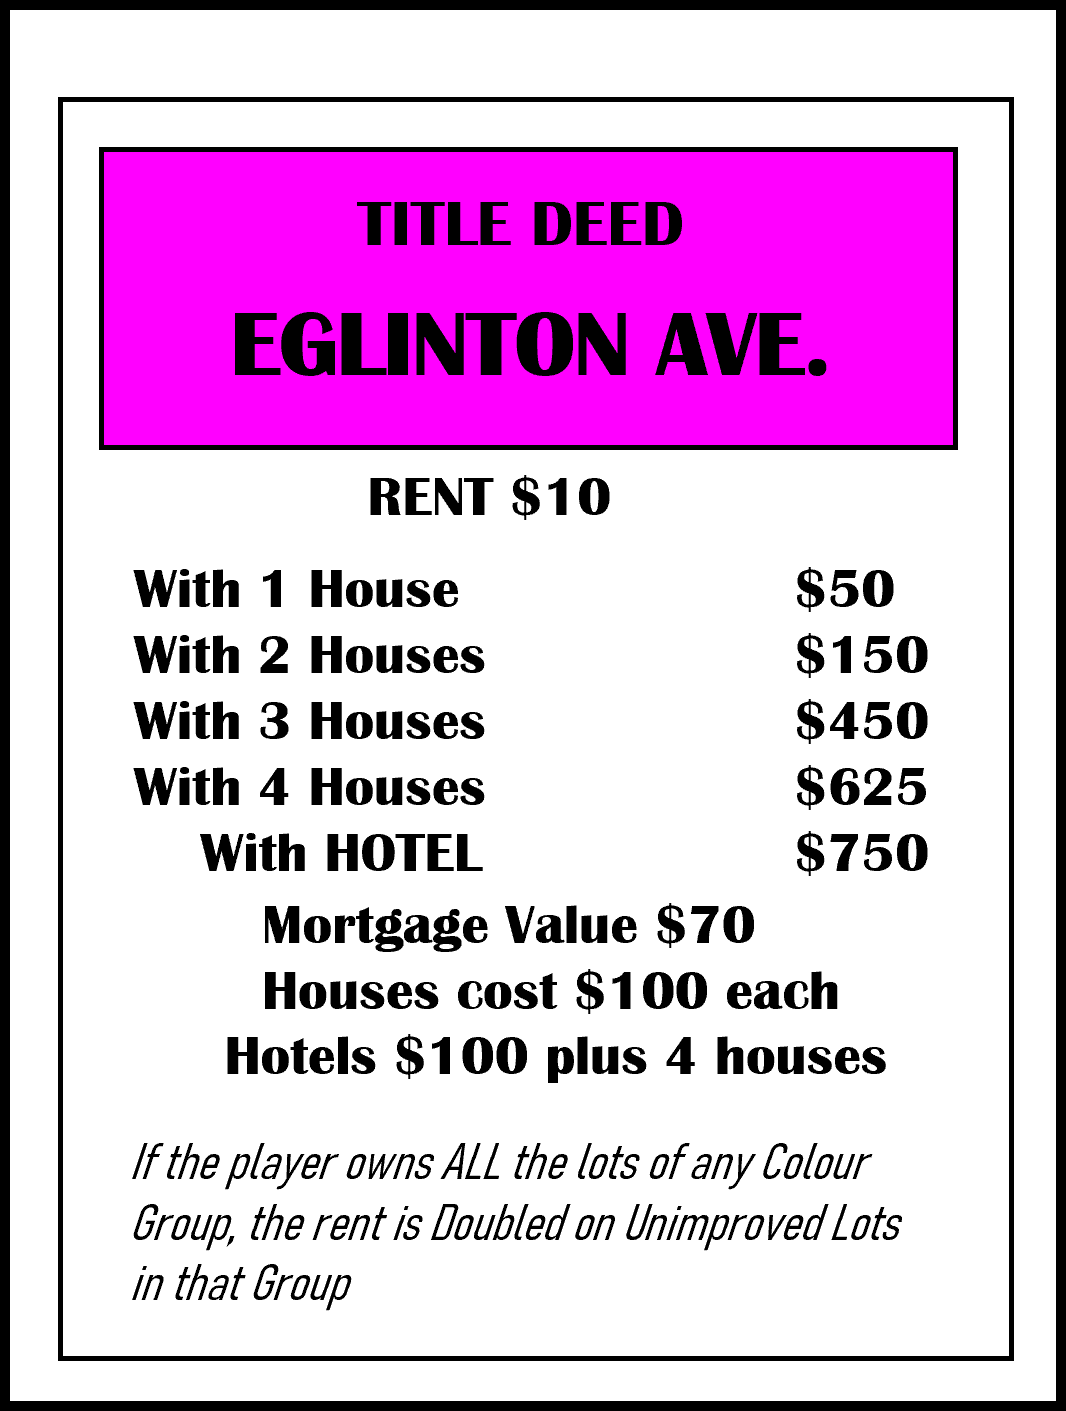 TITLE DEED
EGLINTON AVE.
RENT $10
With 1 House $50
With 2 Houses $150
With 3 Houses $450
With 4 Houses $625
With HOTEL $750
Mortgage Value $70
Houses cost $100 each
Hotels $100 plus 4 houses
If the player owns ALL the lots of any Colour
Group, the rent is Doubled on Unimproved Lots
in that Group